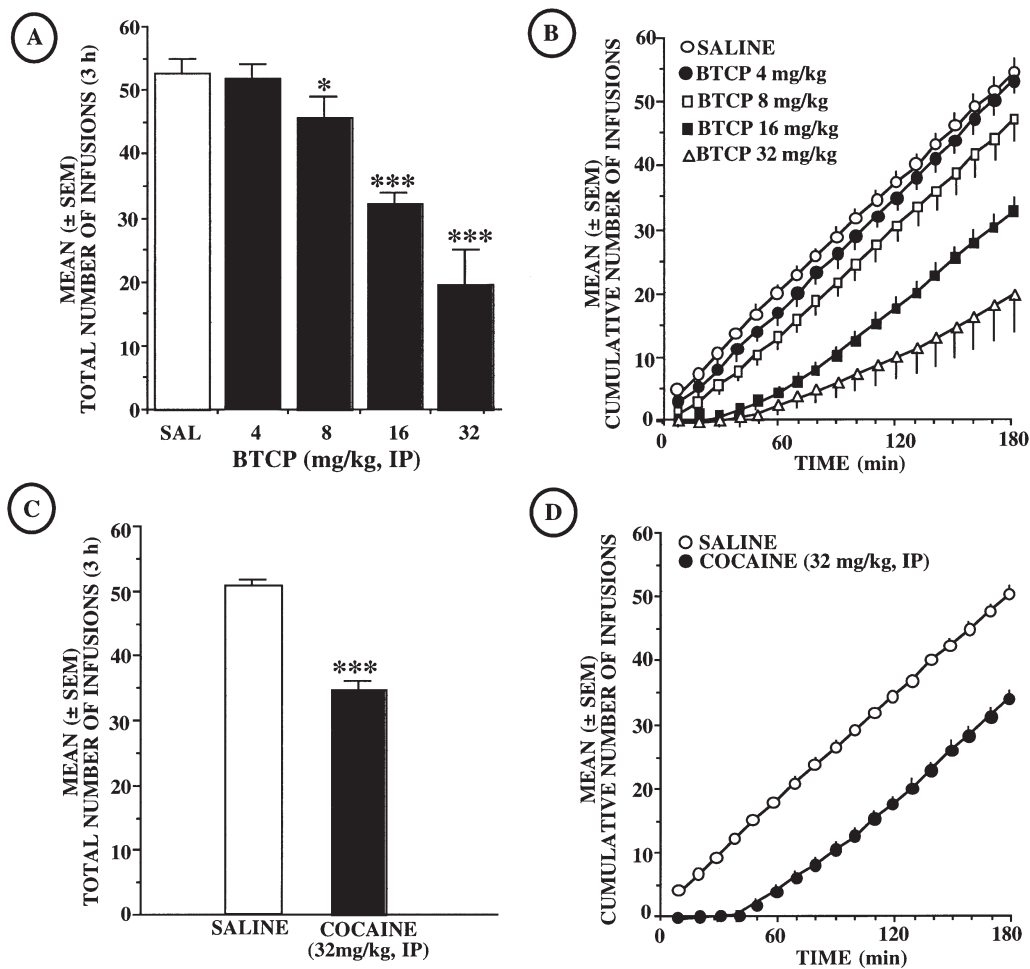 A
MEAN (± SEM)
TOTAL NUMBER OF INFUSIONS (3 h)
60
50
40
30
20
10
0
*
***
***
SAL 4 8 16 32
BTCP (mg/kg, IP)
B
MEAN (± SEM)
CUMULATIVE NUMBER OF INFUSIONS
60
50
40
30
20
10
0
SALINE
BTCP 4 mg/kg
BTCP 8 mg/kg
BTCP 16 mg/kg
BTCP 32 mg/kg
0 60 120 180
TIME (min)
C
MEAN (± SEM)
TOTAL NUMBER OF INFUSIONS (3 h)
60
50
40
30
20
10
0
***
SALINE COCAINE
(32mg/kg, IP)
D
MEAN (± SEM)
CUMULATIVE NUMBER OF INFUSIONS
60
50
40
30
20
10
0
SALINE
COCAINE (32 mg/kg, IP)
0 60 120 180
TIME (min)